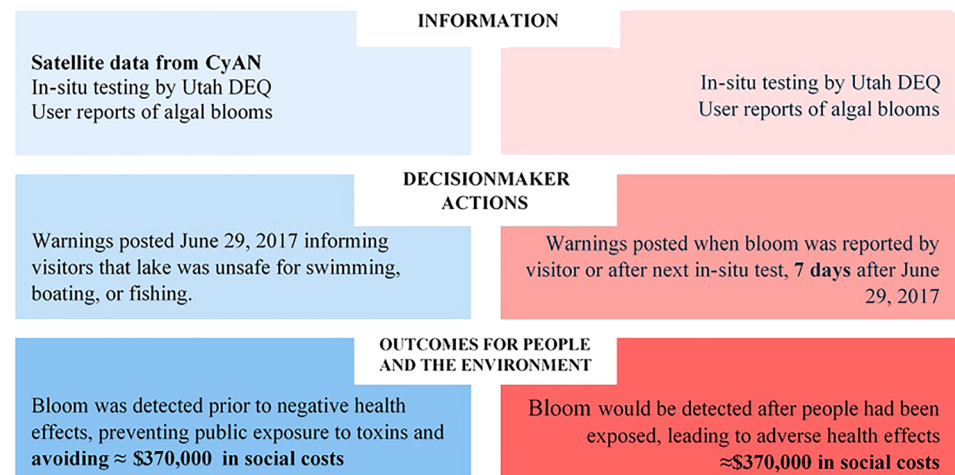 INFORMATION
Satellite data from CyAN
In-situ testing by Utah DEQ
User reports of algal blooms
In-situ testing by Utah DEQ
User reports of algal blooms
DECISIONMAKER
ACTIONS
Warnings posted June 29, 2017 informing
visitors that lake was unsafe for swimming,
boating, or fishing.
Warnings posted when bloom was reported by
visitor or after next in-situ test, 7 days after June
29, 2017
OUTCOMES FOR PEOPLE
AND THE ENVIRONMENT
Bloom was detected prior to negative health
effects, preventing public exposure to toxins and
avoiding ≈ $370,000 in social costs
Bloom would be detected after people had been
exposed, leading to adverse health effects
≈$370,000 in social costs